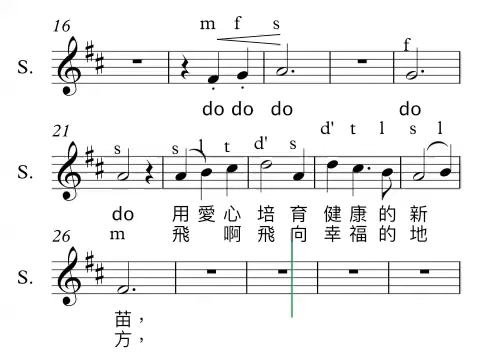 16 m f s
S. f
do do do do
21 s s l t d' s d' t l s l
S.
do 用 愛 心 培 育 健 康 的 新
m 飛 啊 飛 向 幸 福 的 地
26
S.
苗，
方，